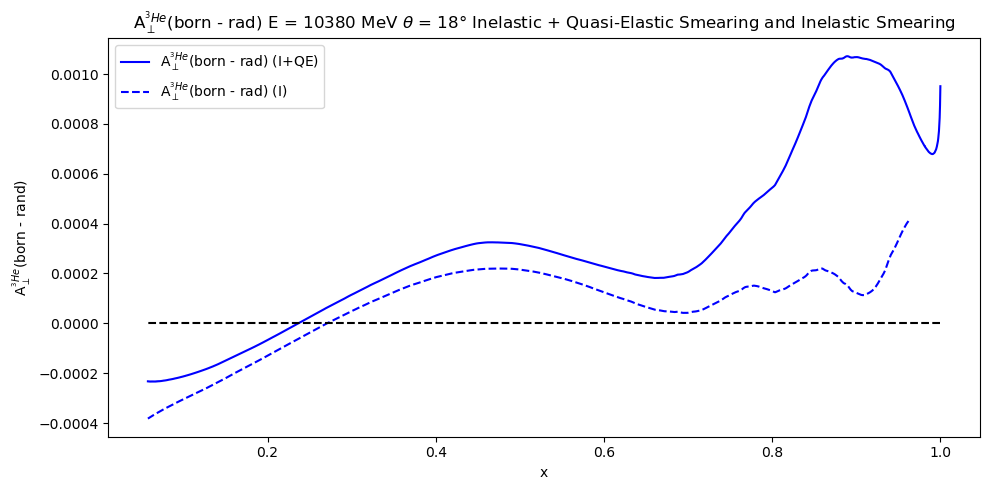 A⊥³ᴴᵉ(born - rad) E = 10380 MeV θ = 18° Inelastic + Quasi-Elastic Smearing and Inelastic Smearing
A⊥³ᴴᵉ(born - rad) (I+QE)
A⊥³ᴴᵉ(born - rad) (I)
A⊥³ᴴᵉ(born - rand)
0.0010
0.0008
0.0006
0.0004
0.0002
0.0000
−0.0002
−0.0004
0.2 0.4 0.6 0.8 1.0
x